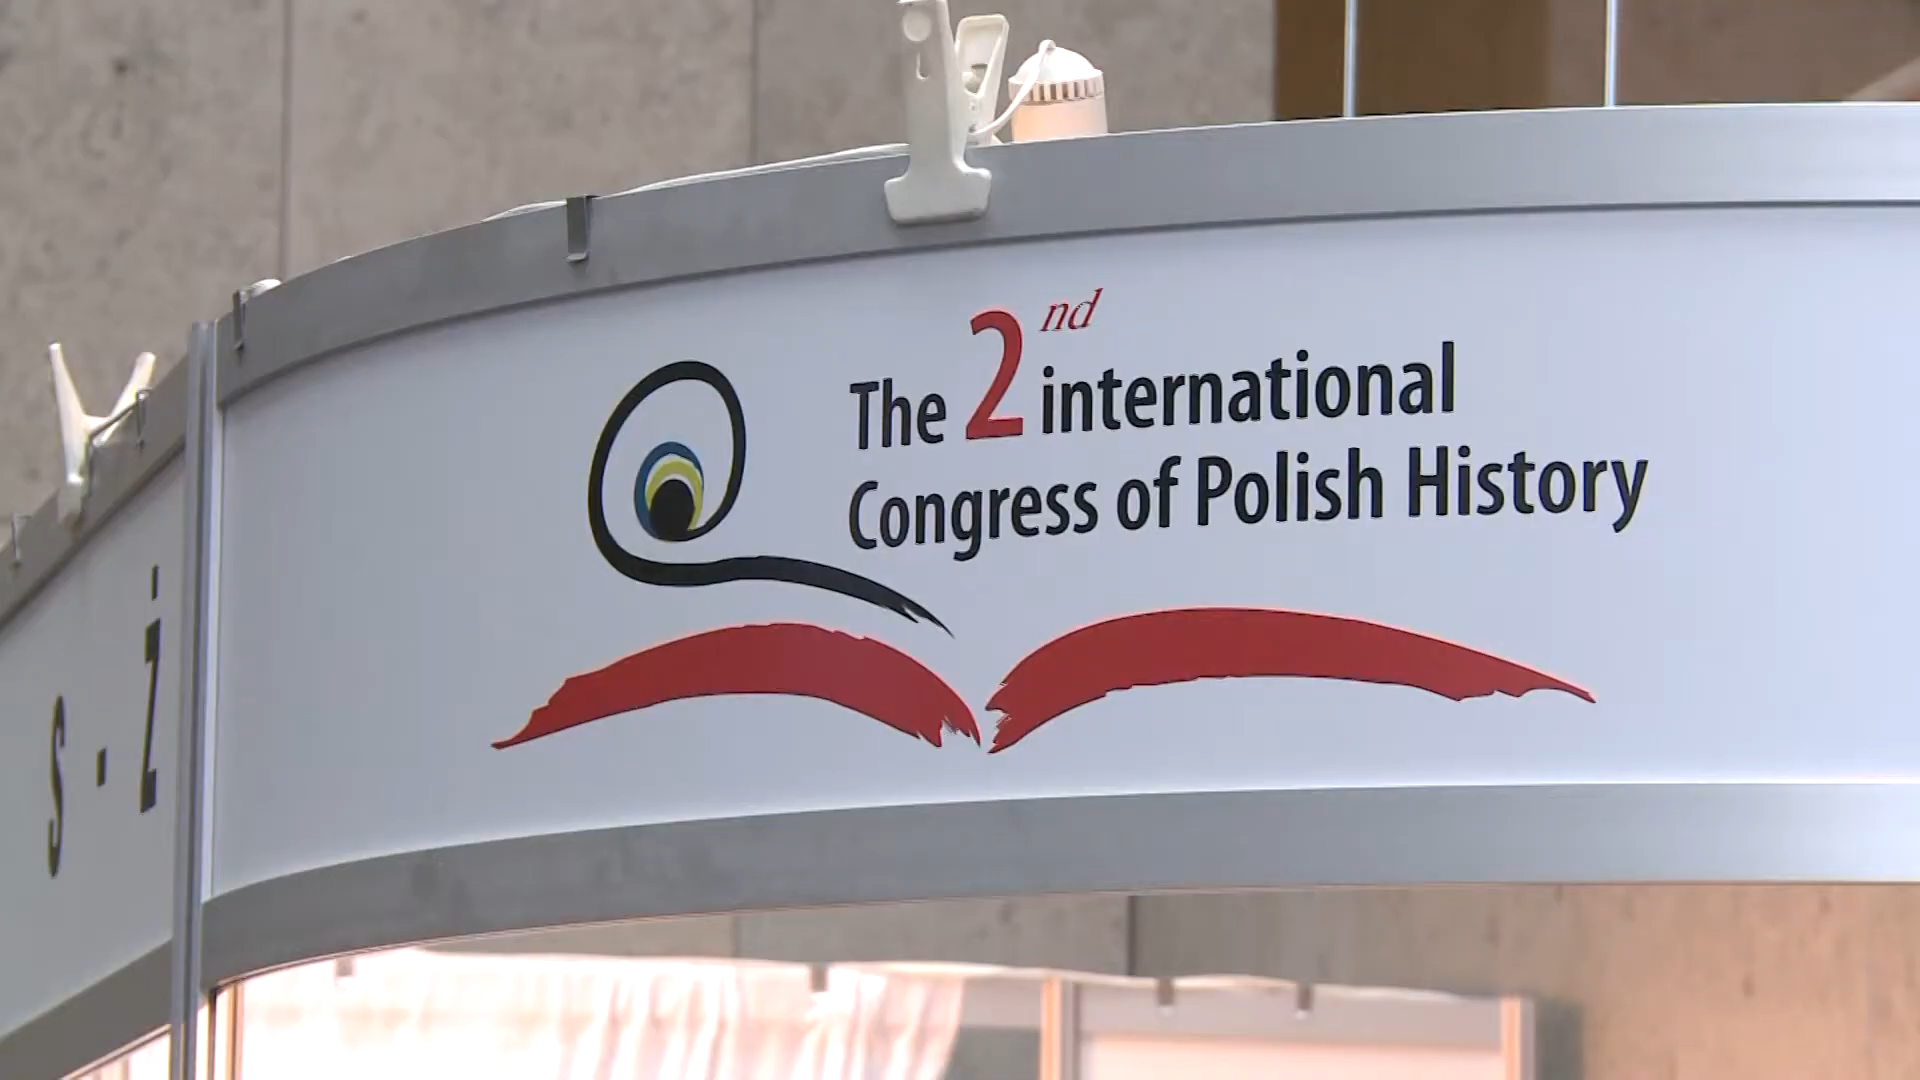 The 2nd international
Congress of Polish History
S - Ż